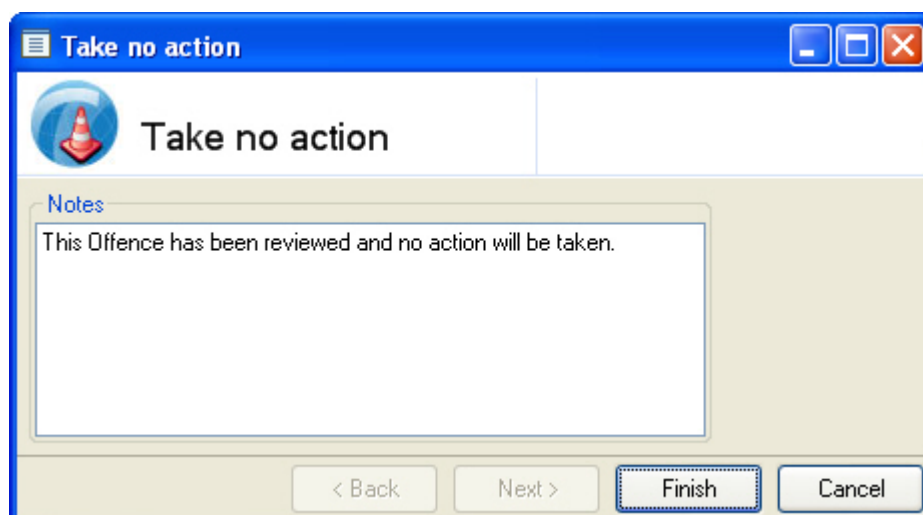 Take no action
Take no action
Notes
This Offence has been reviewed and no action will be taken.
< Back
Next >
Finish
Cancel